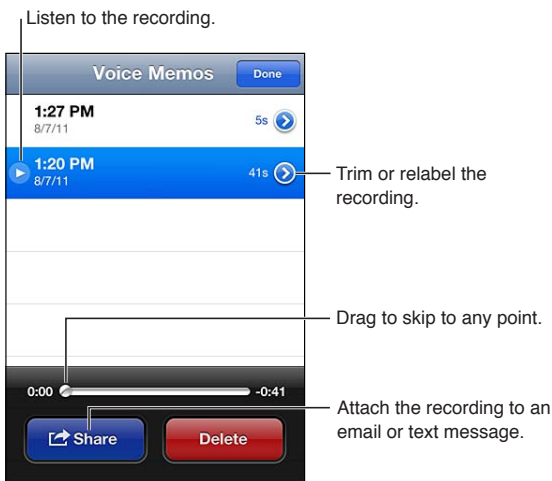 Listen to the recording.
Voice Memos
Done
1:27 PM
8/7/11
5s
1:20 PM
8/7/11
41s
Trim or relabel the
recording.
Drag to skip to any point.
0:00
-0:41
Attach the recording to an
email or text message.
Share
Delete